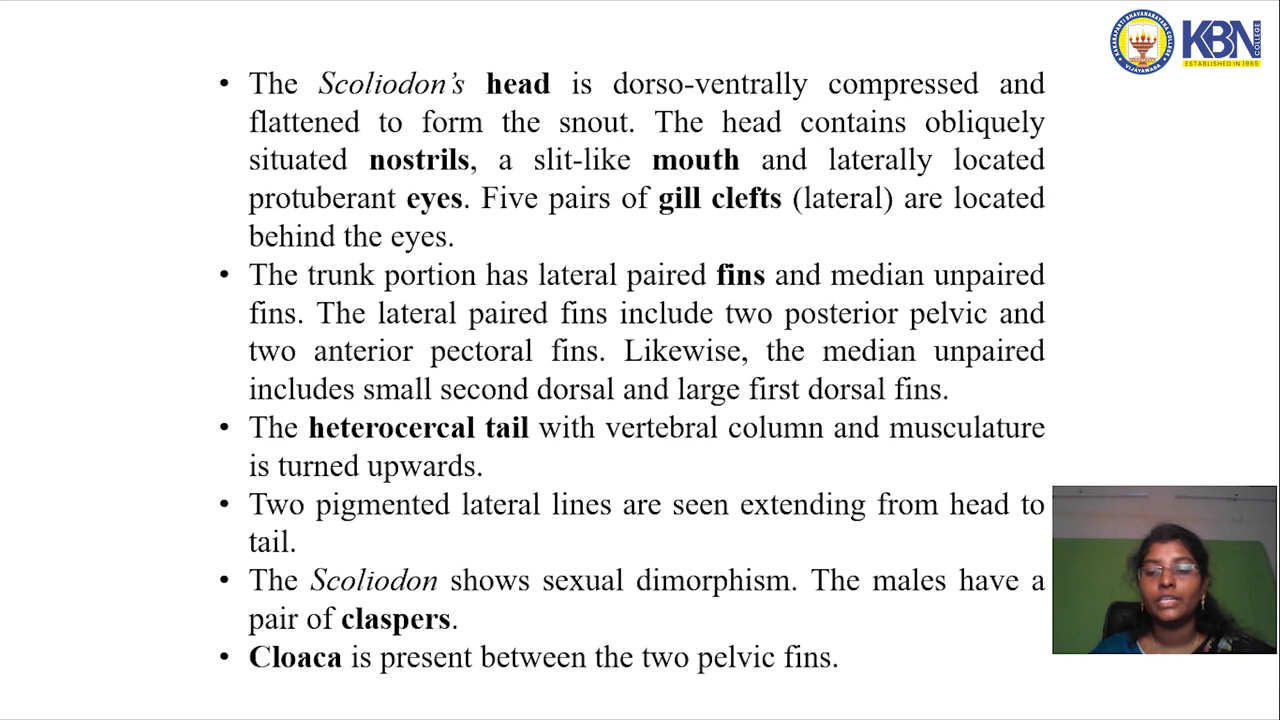 KAKARAPARTI BHAVANARAYANA COLLEGE
VIJAYAWADA
KBN
COLLEGE
ESTABLISHED IN 1965
• The Scoliodon’s head is dorso-ventrally compressed and
flattened to form the snout. The head contains obliquely
situated nostrils, a slit-like mouth and laterally located
protuberant eyes. Five pairs of gill clefts (lateral) are located
behind the eyes.
• The trunk portion has lateral paired fins and median unpaired
fins. The lateral paired fins include two posterior pelvic and
two anterior pectoral fins. Likewise, the median unpaired
includes small second dorsal and large first dorsal fins.
• The heterocercal tail with vertebral column and musculature
is turned upwards.
• Two pigmented lateral lines are seen extending from head to
tail.
• The Scoliodon shows sexual dimorphism. The males have a
pair of claspers.
• Cloaca is present between the two pelvic fins.